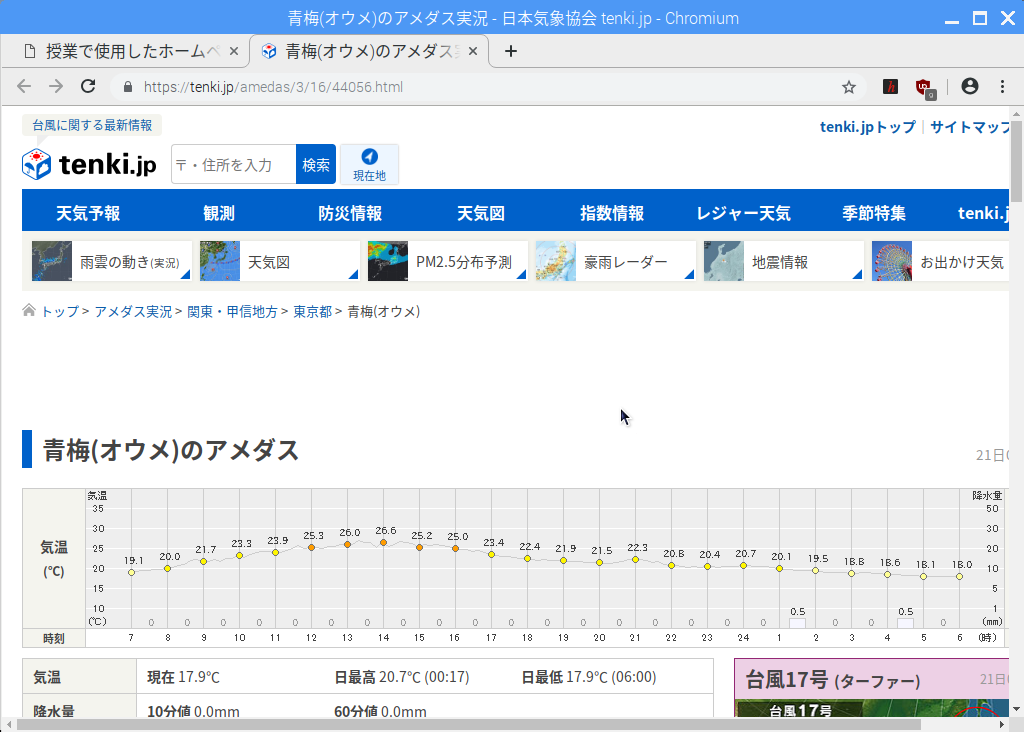 青梅(オウメ)のアメダス実況 - 日本気象協会 tenki.jp - Chromium
授業で使用したホームペ 青梅(オウメ)のアメダス実
https://tenki.jp/amedas/3/16/44056.html
台風に関する最新情報
tenki.jpトップ | サイトマップ
tenki.jp 〒・住所を入力 検索 現在地
天気予報 観測 防災情報 天気図 指数情報 レジャー天気 季節特集 tenki.j
雨雲の動き(実況) 天気図 PM2.5分布予測 豪雨レーダー 地震情報 お出かけ天気
トップ > アメダス実況 > 関東・甲信地方 > 東京都 > 青梅(オウメ)
青梅(オウメ)のアメダス
21日0
気温 降水量
35 50
30 30
25 20
20 10
15 5
10 1
(℃) (mm)
気温
(℃)
19.1 20.0 21.7 23.3 23.9 25.3 26.0 26.6 25.2 25.0 23.4 22.4 21.9 21.5 22.3 20.8 20.4 20.7 20.1 19.5 18.8 18.6 18.1 18.0
0 0 0 0 0 0 0 0 0 0 0 0 0 0 0 0 0 0 0.5 0 0 0.5 0
時刻 7 8 9 10 11 12 13 14 15 16 17 18 19 20 21 22 23 24 1 2 3 4 5 6 (時)
気温 現在 17.9℃ 日最高 20.7℃ (00:17) 日最低 17.9℃ (06:00)
降水量 10分値 0.0mm 60分値 0.0mm
台風17号 (ターファー) 21日0
台風17号